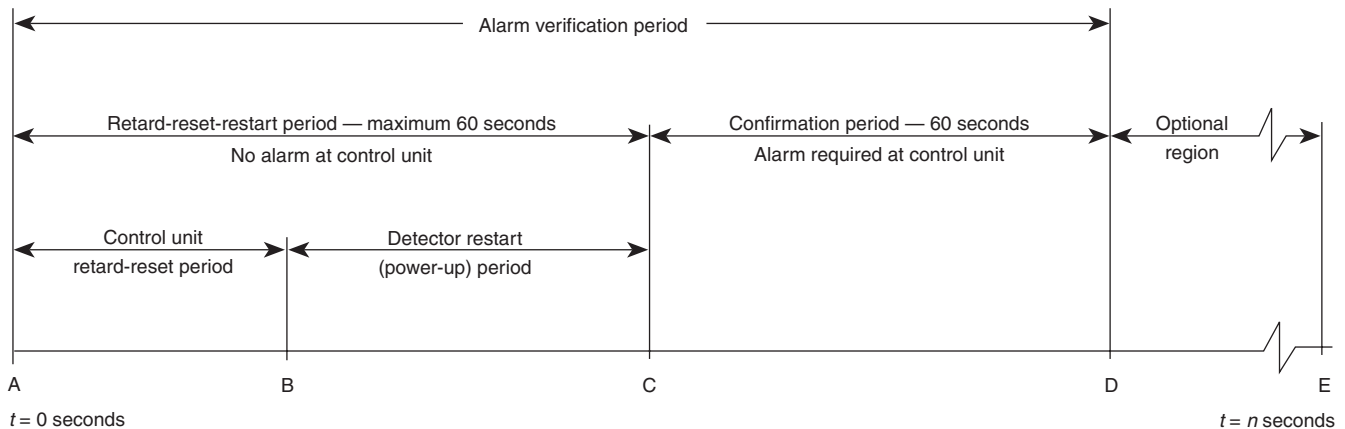 Alarm verification period
Retard-reset-restart period — maximum 60 seconds
No alarm at control unit
Confirmation period — 60 seconds
Alarm required at control unit
Optional
region
Control unit
retard-reset period
Detector restart
(power-up) period
A
B
C
D
E
t = 0 seconds
t = n seconds